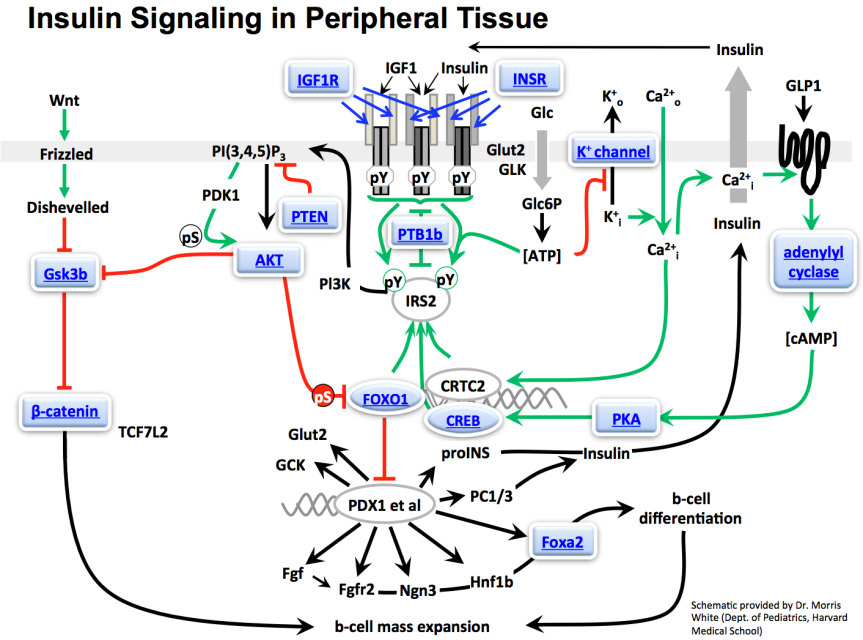 Insulin Signaling in Peripheral Tissue
Insulin
IGF1R
IGF1
Insulin
INSR
GLP1
Wnt
K⁺o
Ca²⁺o
Glc
Frizzled
PI(3,4,5)P₃
Glut2
GLK
K⁺ channel
pY
pY
pY
Ca²⁺i
PDK1
Dishevelled
PTEN
Glc6P
K⁺i
Insulin
pS
PTB1b
Gsk3b
AKT
[ATP]
Ca²⁺i
adenylyl
cyclase
PI3K
pY
pY
IRS2
[cAMP]
pS
FOXO1
CRTC2
CREB
PKA
β-catenin
TCF7L2
Glut2
GCK
proINS
Insulin
PDX1 et al
PC1/3
b-cell
differentiation
Foxa2
Fgf
Fgfr2
Ngn3
Hnf1b
b-cell mass expansion
Schematic provided by Dr. Morris
White (Dept. of Pediatrics, Harvard
Medical School)